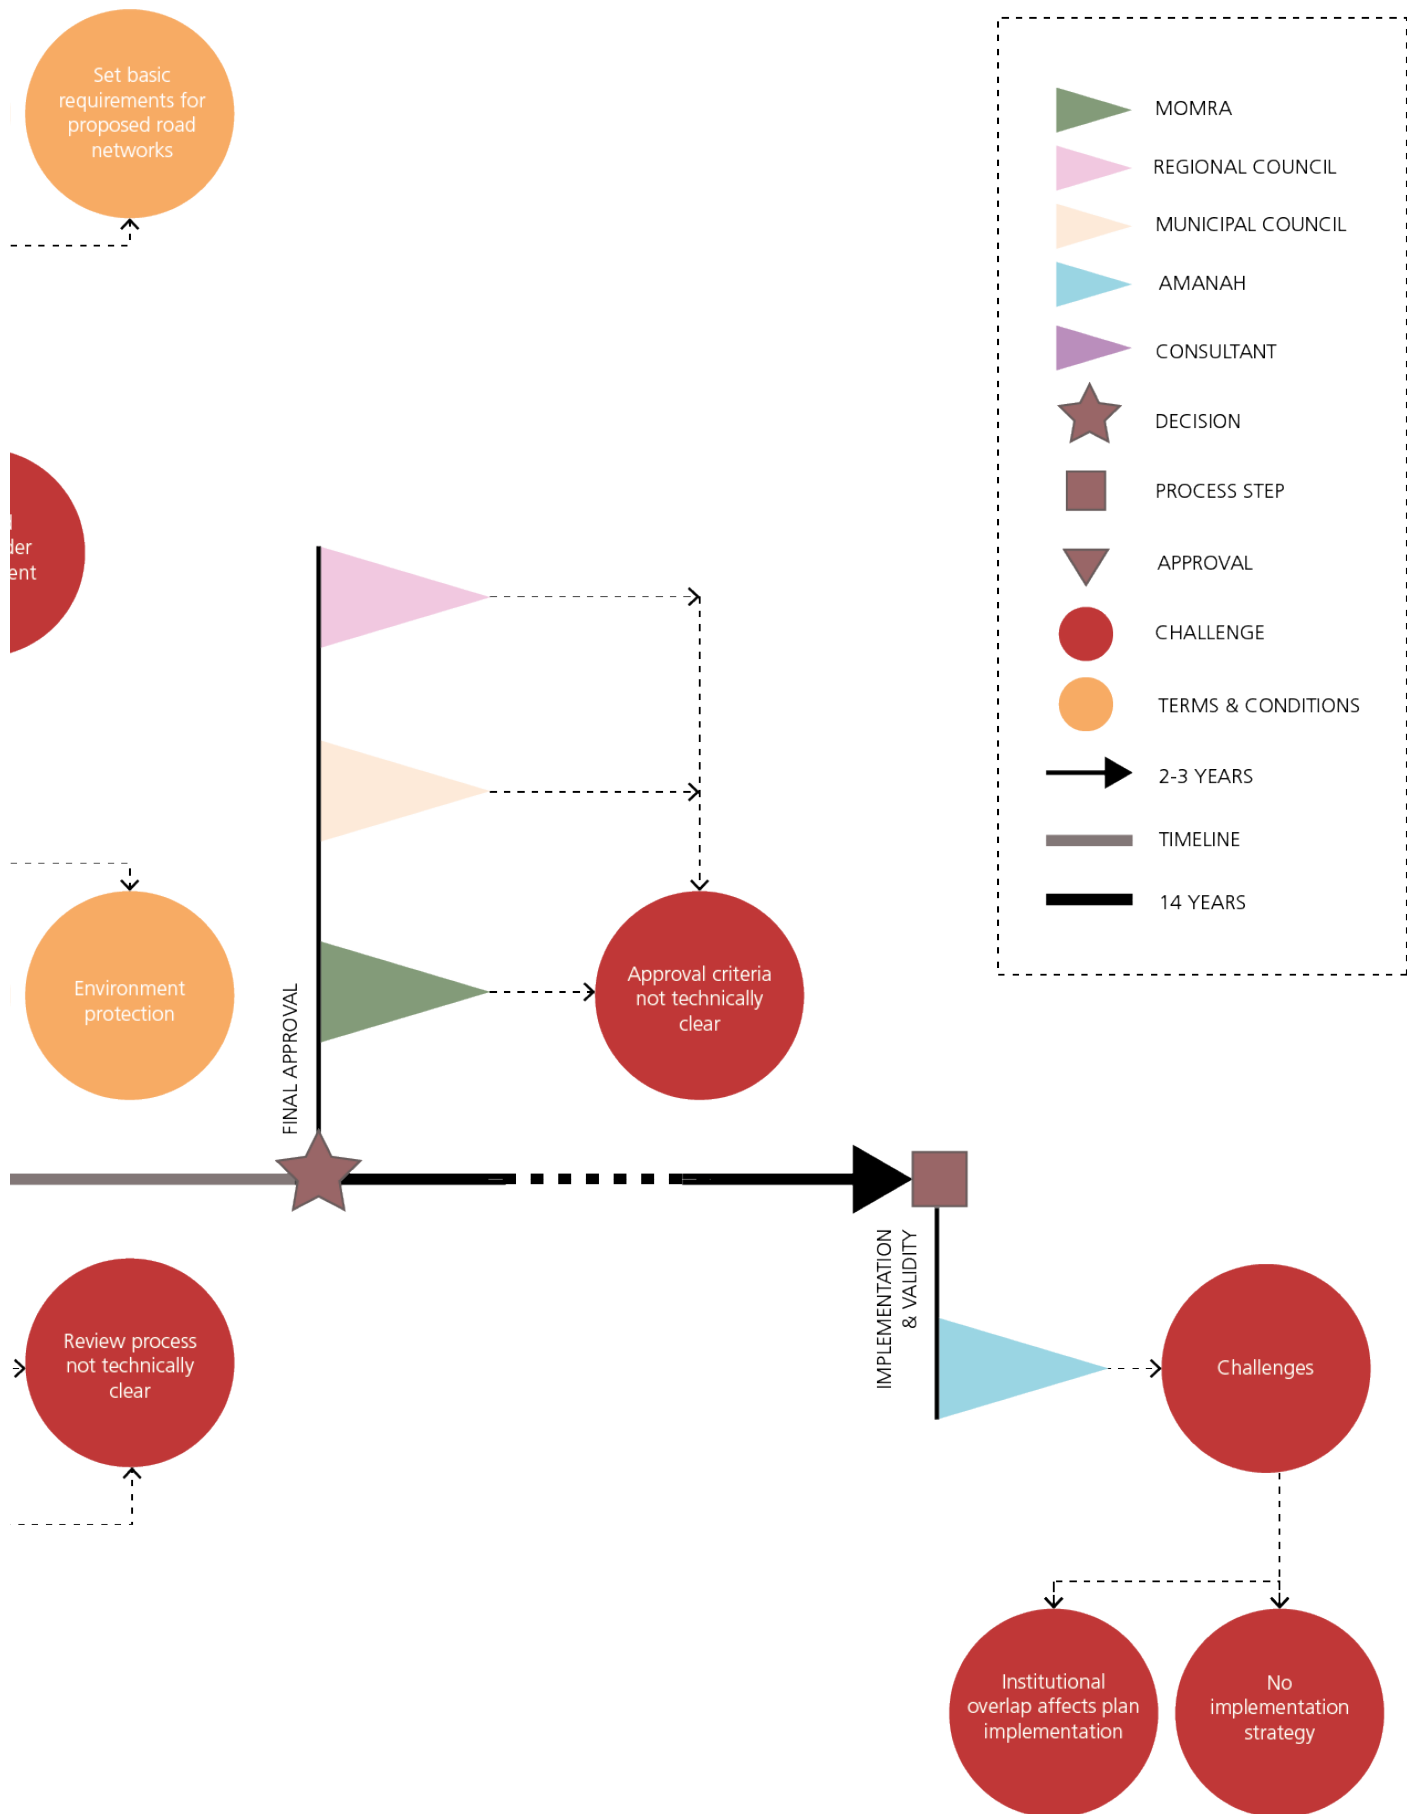 Set basic
requirements for
proposed road
networks
MOMRA
REGIONAL COUNCIL
MUNICIPAL COUNCIL
AMANAH
CONSULTANT
DECISION
PROCESS STEP
APPROVAL
CHALLENGE
TERMS & CONDITIONS
2-3 YEARS
TIMELINE
14 YEARS
Environment
protection
FINAL APPROVAL
Approval criteria
not technically
clear
Review process
not technically
clear
IMPLEMENTATION
& VALIDITY
Challenges
Institutional
overlap affects plan
implementation
No
implementation
strategy